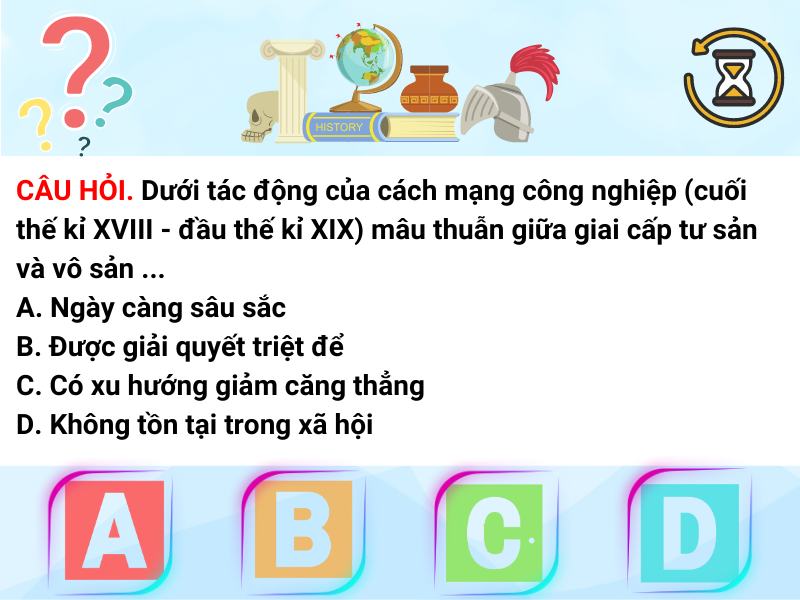 HISTORY
CÂU HỎI. Dưới tác động của cách mạng công nghiệp (cuối
thế kỉ XVIII - đầu thế kỉ XIX) mâu thuẫn giữa giai cấp tư sản
và vô sản ...
A. Ngày càng sâu sắc
B. Được giải quyết triệt để
C. Có xu hướng giảm căng thẳng
D. Không tồn tại trong xã hội
A B C D